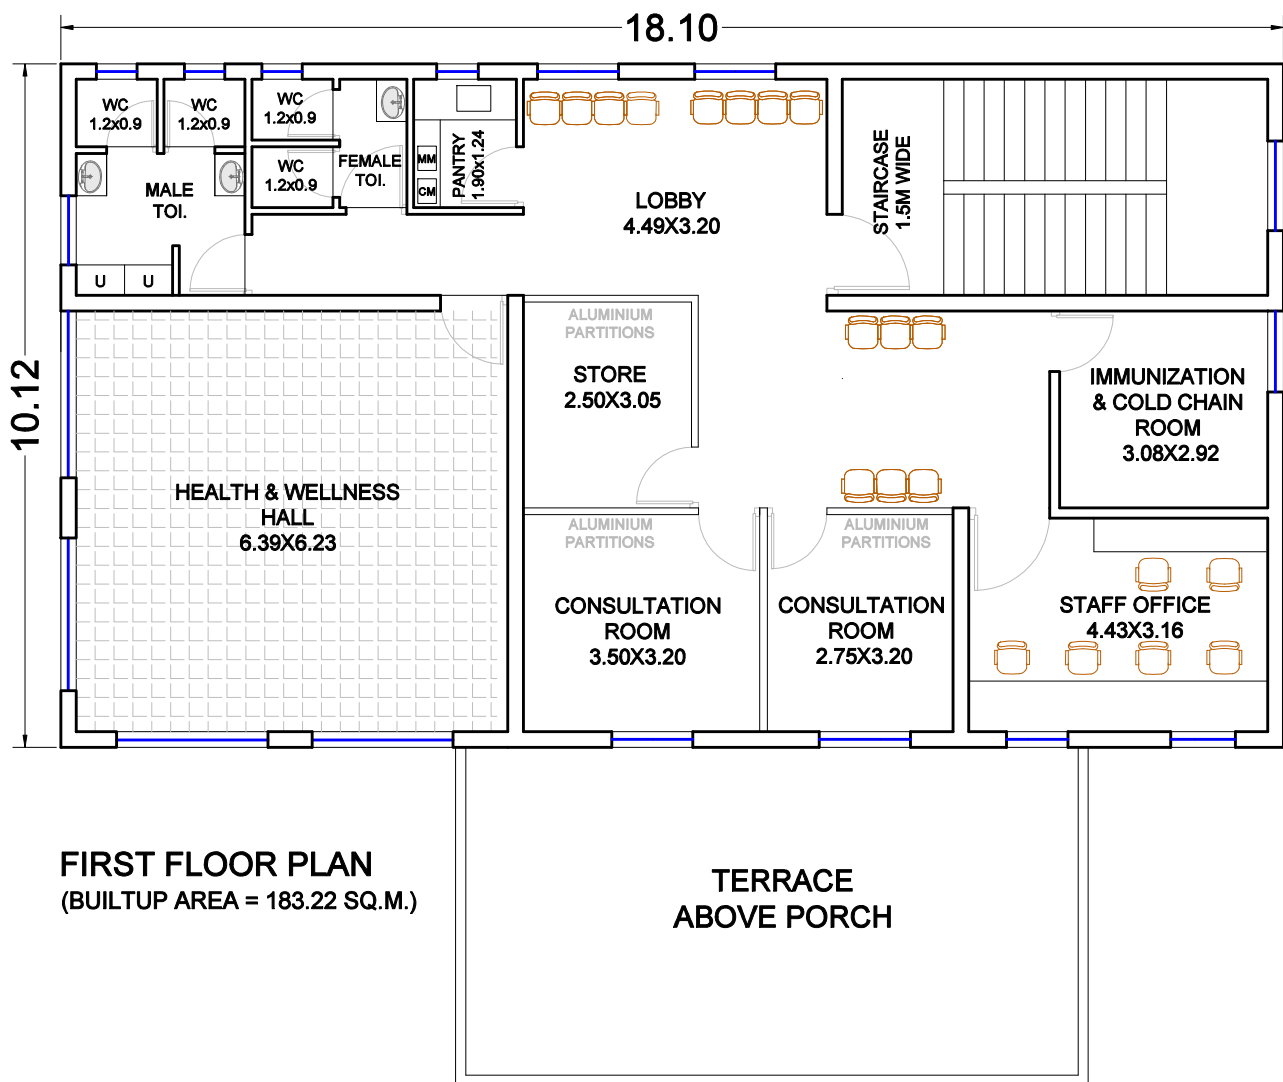 18.10
10.12
WC
1.2x0.9
WC
1.2x0.9
WC
1.2x0.9
WC
1.2x0.9
MALE
TOI.
FEMALE
TOI.
U
U
MM
CM
PANTRY
1.90x1.24
LOBBY
4.49X3.20
STAIRCASE
1.5M WIDE
ALUMINIUM
PARTITIONS
STORE
2.50X3.05
IMMUNIZATION
& COLD CHAIN
ROOM
3.08X2.92
HEALTH & WELLNESS
HALL
6.39X6.23
ALUMINIUM
PARTITIONS
CONSULTATION
ROOM
3.50X3.20
ALUMINIUM
PARTITIONS
CONSULTATION
ROOM
2.75X3.20
STAFF OFFICE
4.43X3.16
FIRST FLOOR PLAN
(BUILTUP AREA = 183.22 SQ.M.)
TERRACE
ABOVE PORCH